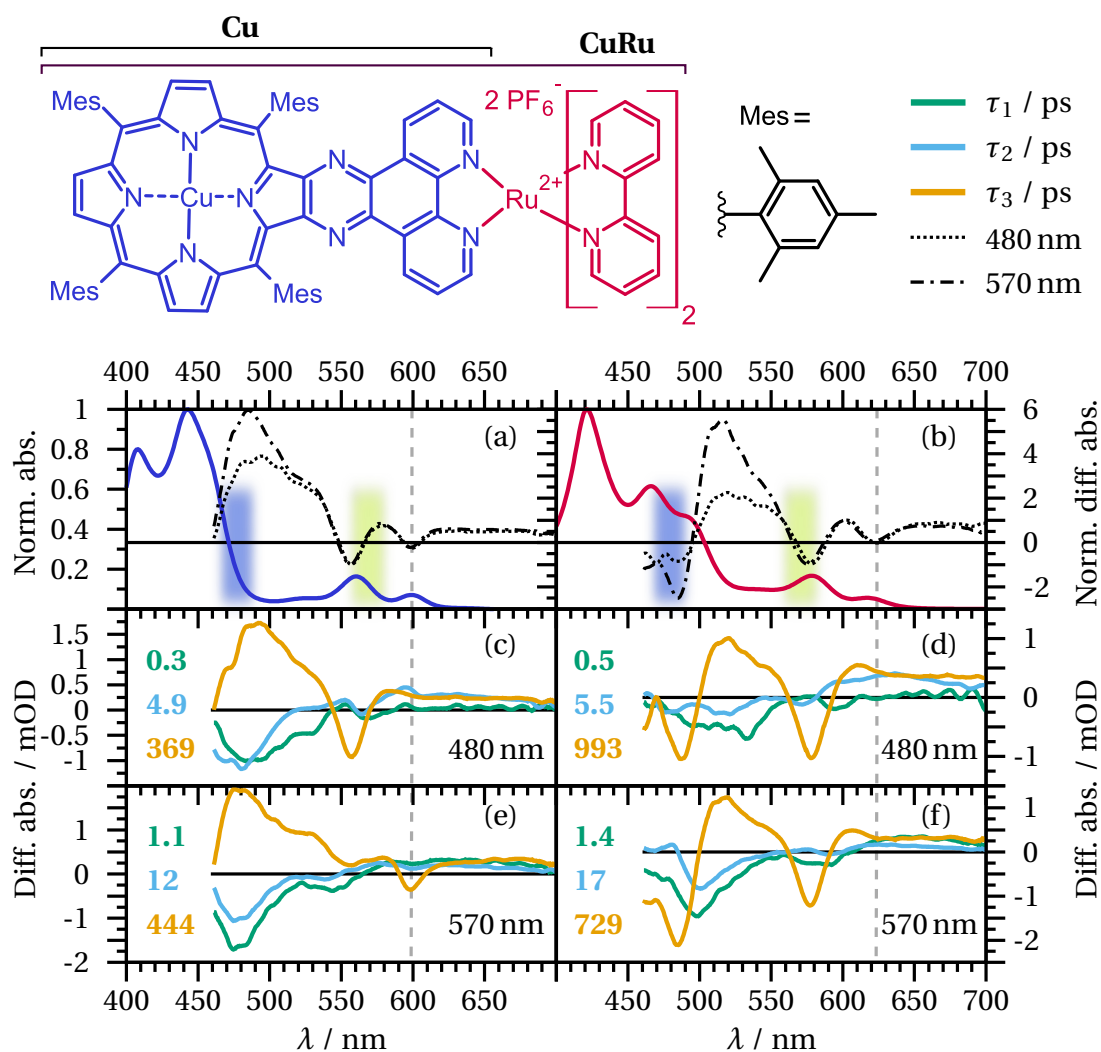 Cu
CuRu
Mes
Mes
2 PF6-
Mes =
τ1 / ps
τ2 / ps
τ3 / ps
480 nm
570 nm
N
N
N
Cu
N
N
N
N
N
Ru2+
N
N
Mes
Mes
2
400 450 500 550 600 650
450 500 550 600 650 700
1
0.8
0.6
0.4
0.2
Norm. abs.
(a)
(b)
6
4
2
0
-2
Norm. diff. abs.
1.5
1
0.5
0
-0.5
-1
0.3
4.9
369
(c)
480 nm
0.5
5.5
993
(d)
480 nm
1
0
-1
Diff. abs. / mOD
Diff. abs. / mOD
1
0
-1
-2
1.1
12
444
(e)
570 nm
1.4
17
729
(f)
570 nm
1
0
-1
-2
400 450 500 550 600 650
450 500 550 600 650 700
λ / nm
λ / nm